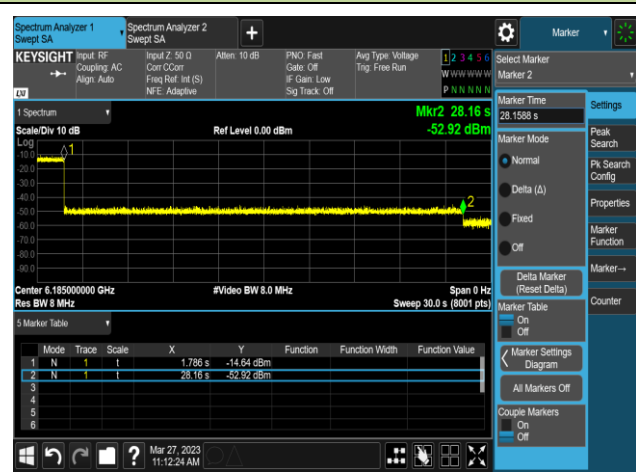 Spectrum Analyzer 1
Swept SA
Spectrum Analyzer 2
Swept SA
+
Marker
KEYSIGHT
Input: RF
Coupling: AC
Align: Auto
Input Z: 50 Ω
Corr CCorr
Freq Ref: Int (S)
NFE: Adaptive
Atten: 10 dB
PNO: Fast
Gate: Off
IF Gain: Low
Sig Track: Off
Avg Type: Voltage
Trig: Free Run
1 2 3 4 5 6
W W W W W W
P N N N N N
LXI
Select Marker
Marker 2
1 Spectrum
Scale/Div 10 dB
Ref Level 0.00 dBm
Mkr2 28.16 s
-52.92 dBm
Log
-10.0
-20.0
-30.0
-40.0
-50.0
-60.0
-70.0
-80.0
-90.0
1
2
Center 6.185000000 GHz
Res BW 8 MHz
#Video BW 8.0 MHz
Span 0 Hz
Sweep 30.0 s (8001 pts)
5 Marker Table
Mode Trace Scale X Y Function Function Width Function Value
1 N 1 t 1.786 s -14.64 dBm
2 N 1 t 28.16 s -52.92 dBm
3
4
5
6
Marker Time
28.1588 s
Marker Mode
Normal
Delta (Δ)
Fixed
Off
Delta Marker
(Reset Delta)
Marker Table
On
Off
Marker Settings
Diagram
All Markers Off
Couple Markers
On
Off
Settings
Peak
Search
Pk Search
Config
Properties
Marker
Function
Marker→
Counter
?
Mar 27, 2023
11:12:24 AM